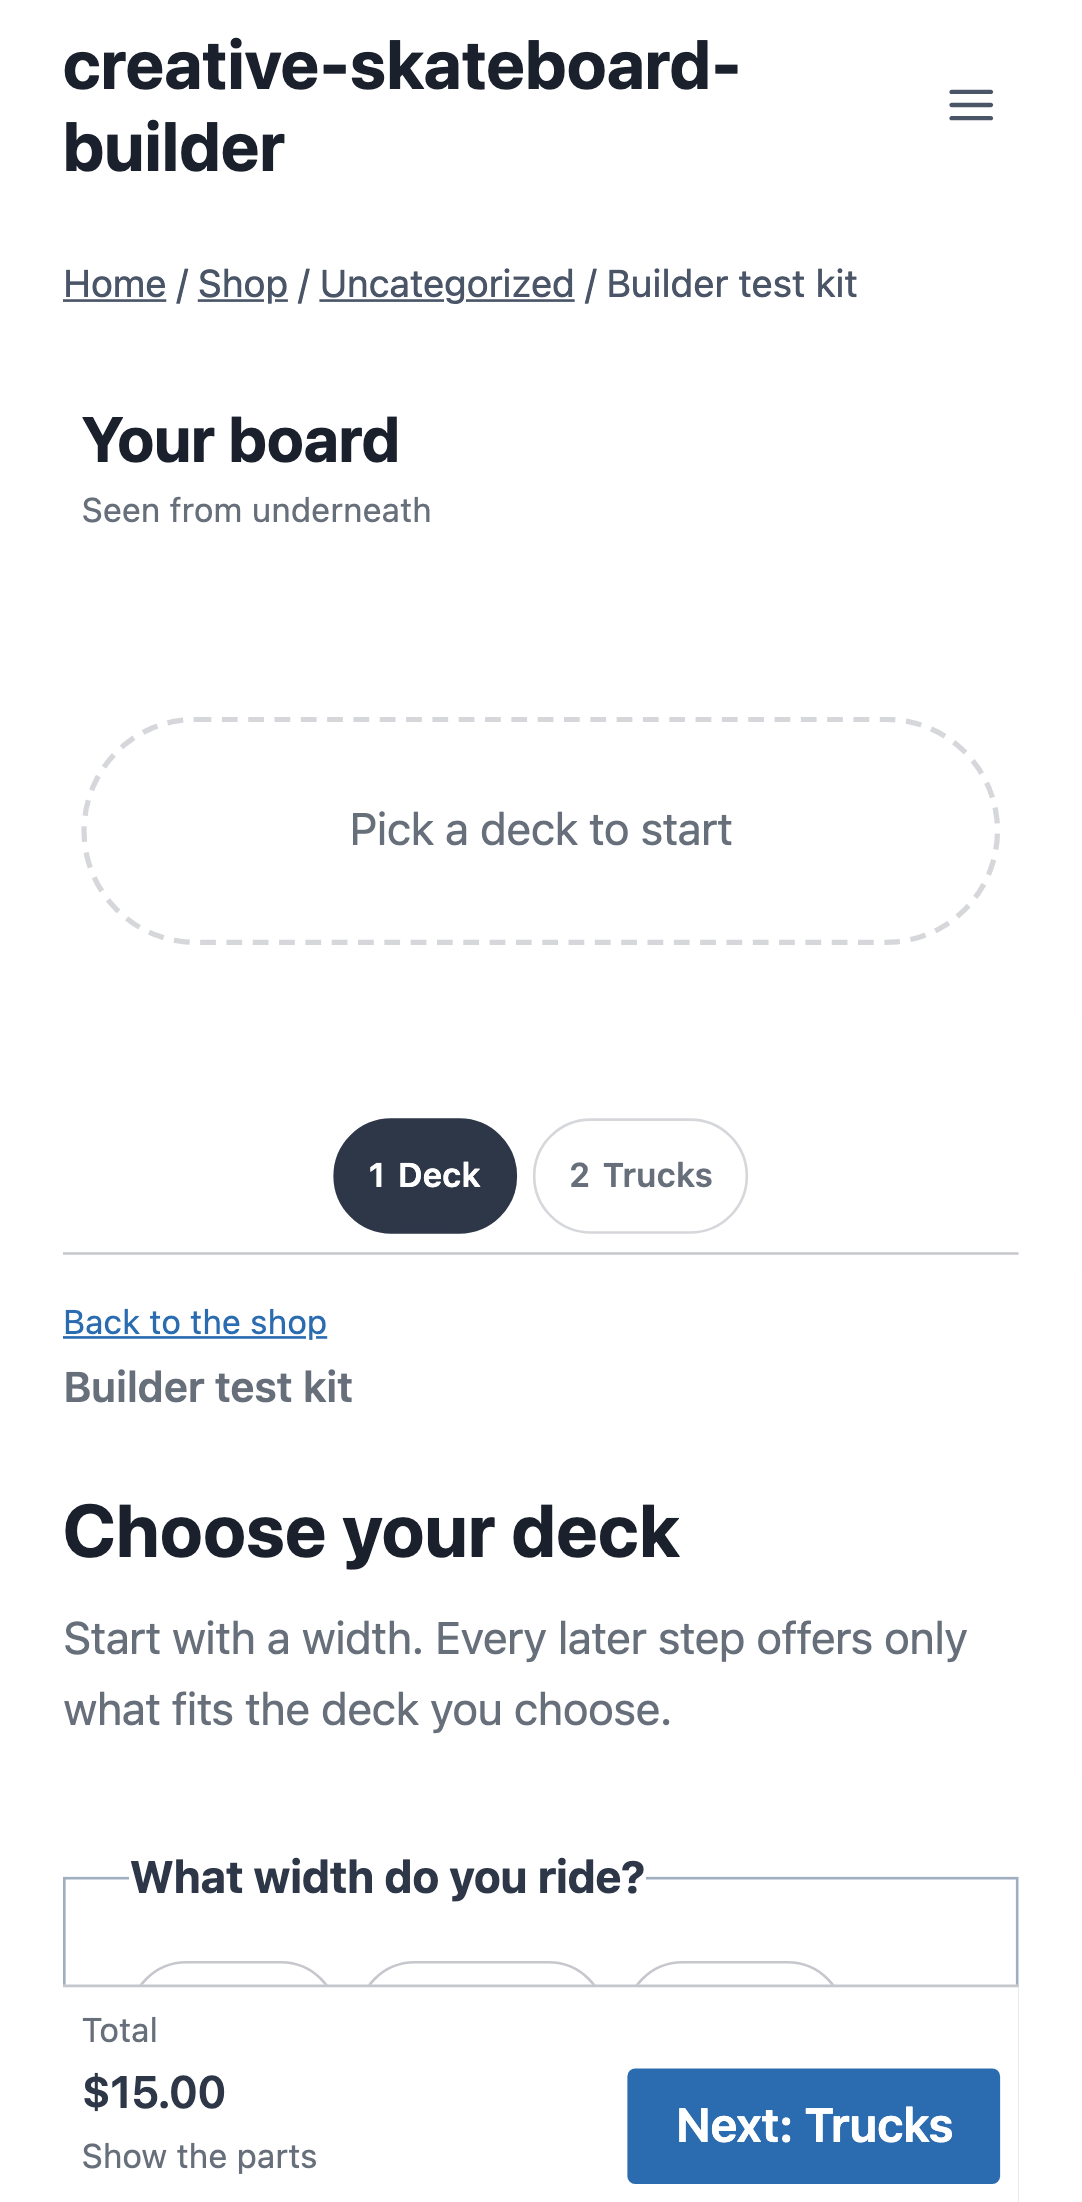 creative-skateboard-
builder
Home / Shop / Uncategorized / Builder test kit
Your board
Seen from underneath
Pick a deck to start
1 Deck
2 Trucks
Back to the shop
Builder test kit
Choose your deck
Start with a width. Every later step offers only
what fits the deck you choose.
What width do you ride?
Total
$15.00
Show the parts
Next: Trucks